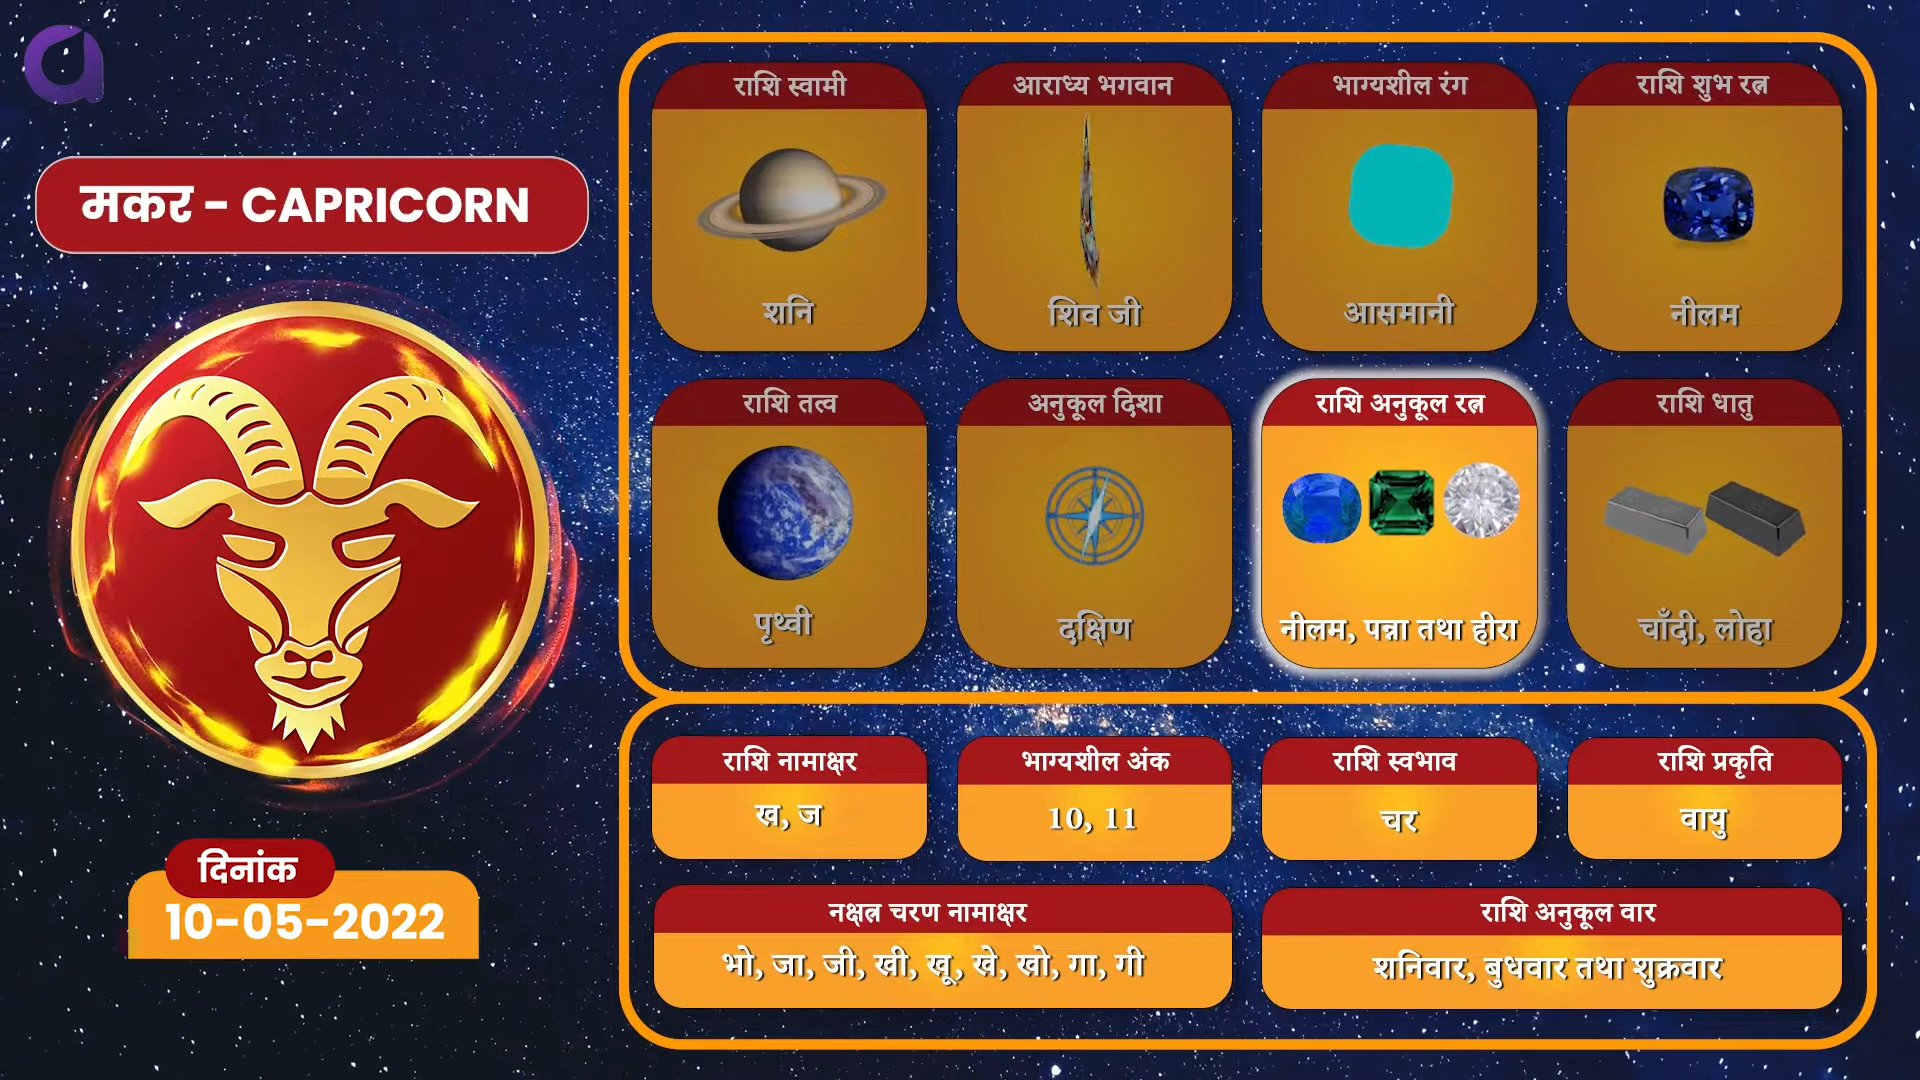 मकर - CAPRICORN
दिनांक
10-05-2022
राशि स्वामी
शनि
आराध्य भगवान
शिव जी
भाग्यशील रंग
आसमानी
राशि शुभ रत्न
नीलम
राशि तत्व
पृथ्वी
अनुकूल दिशा
दक्षिण
राशि अनुकूल रत्न
नीलम, पन्ना तथा हीरा
राशि धातु
चाँदी, लोहा
राशि नामाक्षर
ख, ज
भाग्यशील अंक
10, 11
राशि स्वभाव
चर
राशि प्रकृति
वायु
नक्षत्र चरण नामाक्षर
भो, जा, जी, खी, खू, खे, खो, गा, गी
राशि अनुकूल वार
शनिवार, बुधवार तथा शुक्रवार